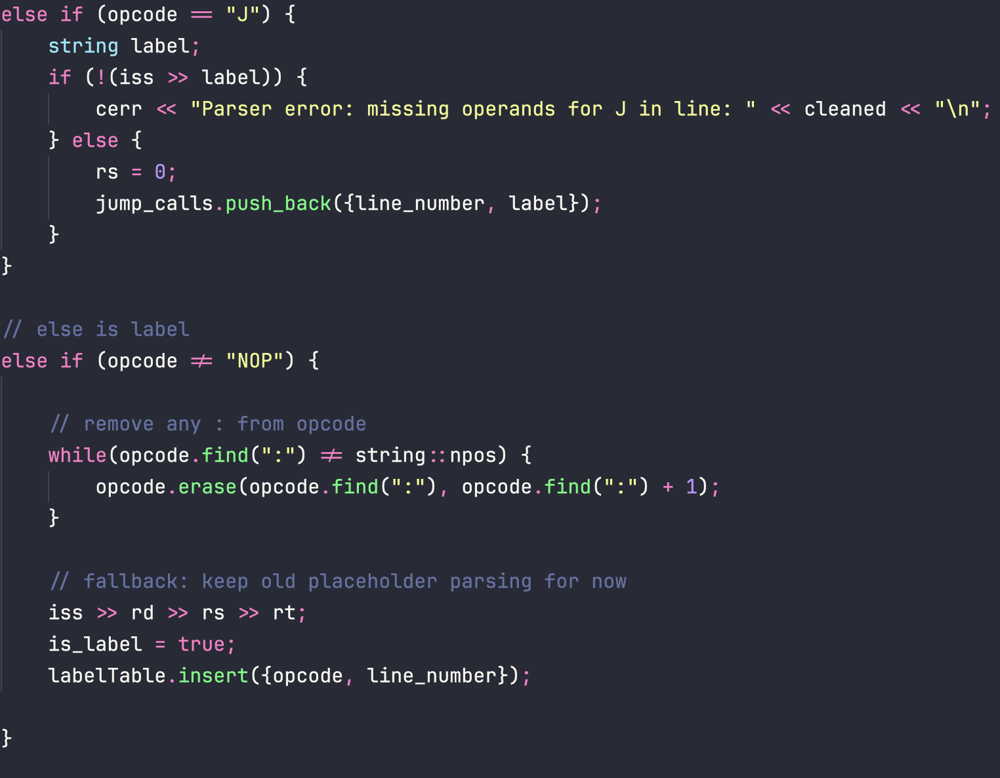 else if (opcode == "J") {
    string label;
    if (!(iss >> label)) {
        cerr << "Parser error: missing operands for J in line: " << cleaned << "\n";
    } else {
        rs = 0;
        jump_calls.push_back({line_number, label});
    }
}

// else is label
else if (opcode != "NOP") {

    // remove any : from opcode
    while(opcode.find(":") != string::npos) {
        opcode.erase(opcode.find(":"), opcode.find(":") + 1);
    }

    // fallback: keep old placeholder parsing for now
    iss >> rd >> rs >> rt;
    is_label = true;
    labelTable.insert({opcode, line_number});

}